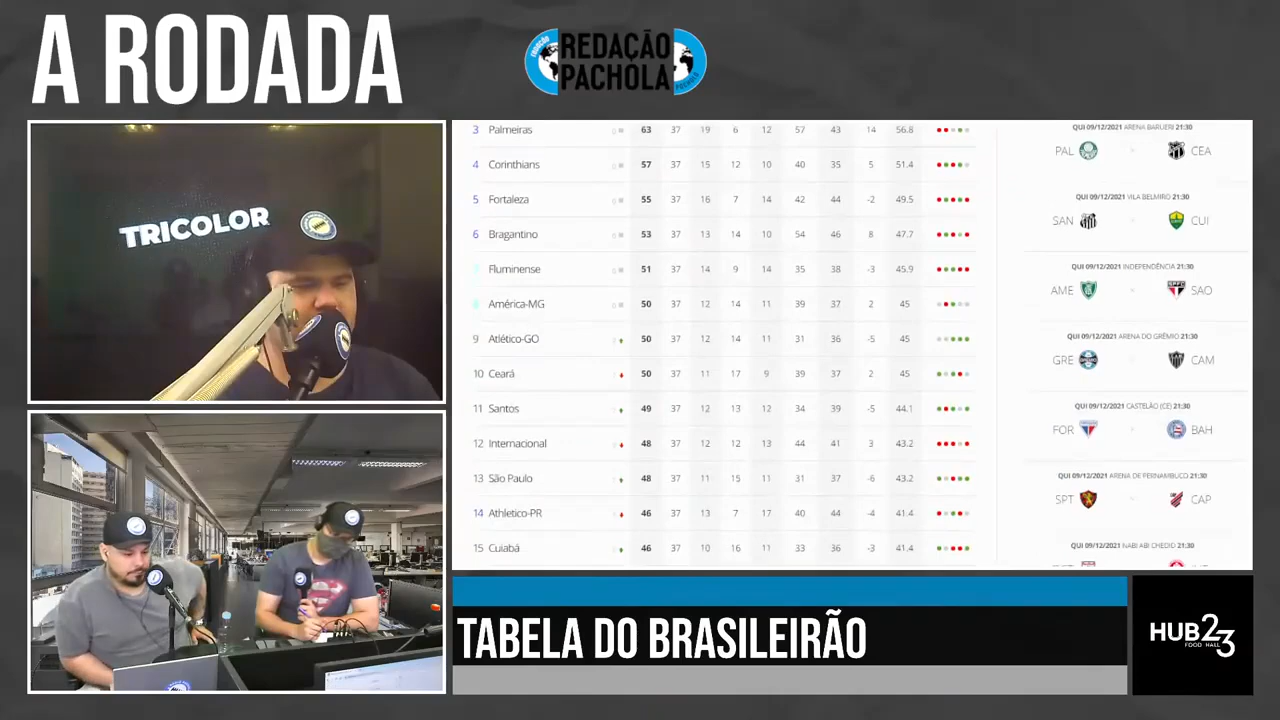 A RODADA
REDAÇÃO
PACHOLA
TRICOLOR
3 Palmeiras 63 37 19 6 12 57 43 14 56.8
4 Corinthians 57 37 15 12 10 40 35 5 51.4
5 Fortaleza 55 37 16 7 14 42 44 -2 49.5
6 Bragantino 53 37 13 14 10 54 46 8 47.7
Fluminense 51 37 14 9 14 35 38 -3 45.9
América-MG 50 37 12 14 11 39 37 2 45
9 Atlético-GO 50 37 12 14 11 31 36 -5 45
10 Ceará 50 37 11 17 9 39 37 2 45
11 Santos 49 37 12 13 12 34 39 -5 44.1
12 Internacional 48 37 12 12 13 44 41 3 43.2
13 São Paulo 48 37 11 15 11 31 37 -6 43.2
14 Athletico-PR 46 37 13 7 17 40 44 -4 41.4
15 Cuiabá 46 37 10 16 11 33 36 -3 41.4
QUI 09/12/2021 ARENA BARUERI 21:30
PAL CEA
QUI 09/12/2021 VILA BELMIRO 21:30
SAN CUI
QUI 09/12/2021 INDEPENDÊNCIA 21:30
AME SAO
QUI 09/12/2021 ARENA DO GRÊMIO 21:30
GRE CAM
QUI 09/12/2021 CASTELÃO (CE) 21:30
FOR BAH
QUI 09/12/2021 ARENA DE PERNAMBUCO 21:30
SPT CAP
QUI 09/12/2021 NABI ABI CHEDID 21:30
TABELA DO BRASILEIRÃO
HUB23
FOOD HALL